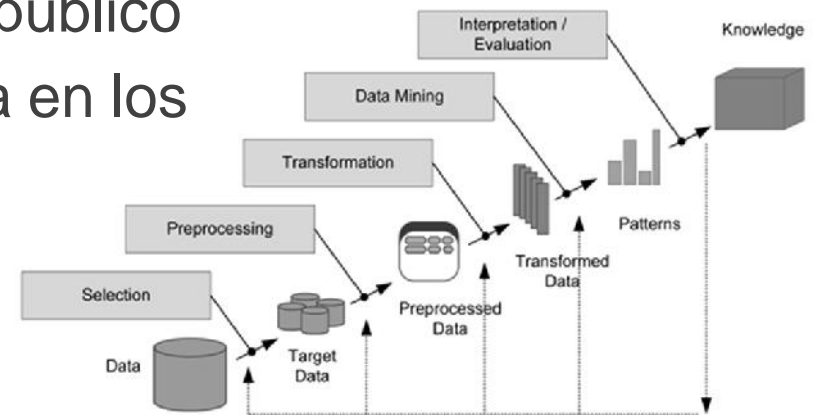 público
a en los
Interpretation /
Evaluation
Knowledge
Data Mining
Transformation
Patterns
Preprocessing
Transformed
Data
Selection
Preprocessed
Data
Target
Data
Data